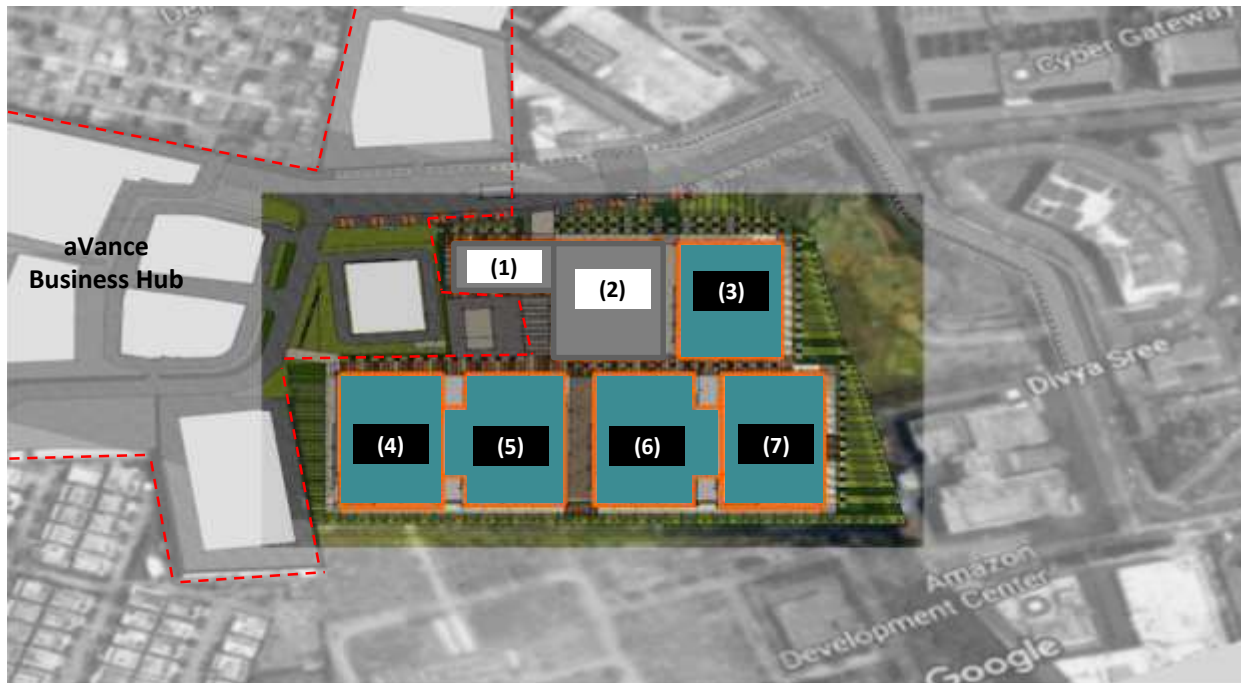 Cyber Gateway
aVance
Business Hub
(1)
(2)
(3)
Divya Sree
(4)
(5)
(6)
(7)
Amazon
Development Center
Google